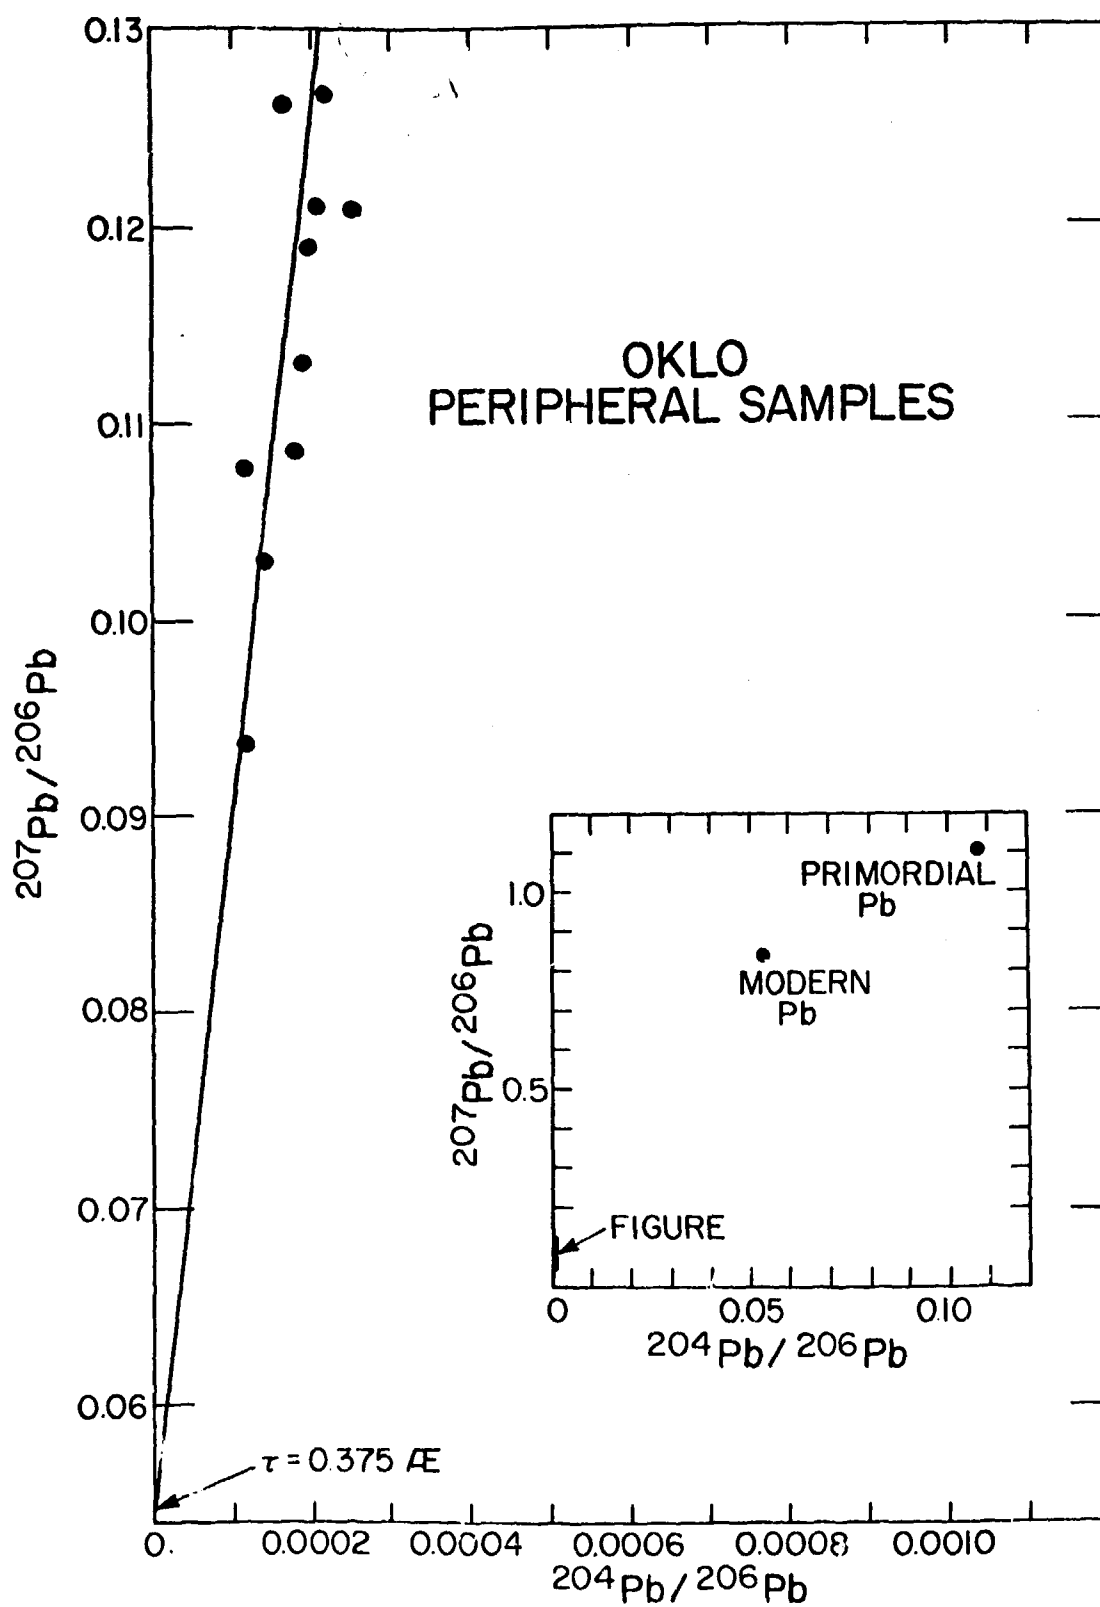 0.13
0.12
0.11
0.10
0.09
0.08
0.07
0.06
207Pb/206Pb
OKLO
PERIPHERAL SAMPLES
τ = 0.375 Æ
0. 0.0002 0.0004 0.0006 0.0008 0.0010
204Pb/206Pb
1.0
0.5
207Pb/206Pb
PRIMORDIAL
Pb
MODERN
Pb
FIGURE
0 0.05 0.10
204Pb/206Pb